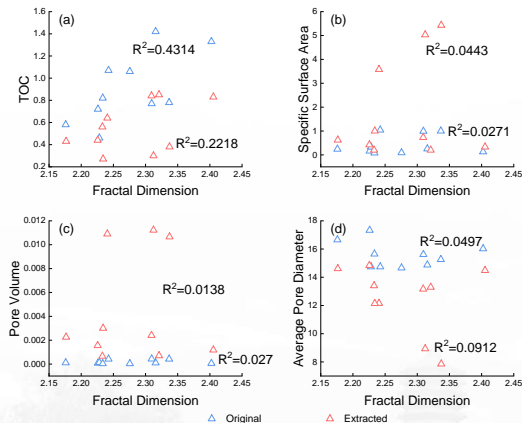 (a)
R²=0.4314
R²=0.2218
TOC
1.6
1.4
1.2
1.0
0.8
0.6
0.4
0.2
2.15 2.20 2.25 2.30 2.35 2.40 2.45
Fractal Dimension
(b)
R²=0.0443
R²=0.0271
Specific Surface Area
6
5
4
3
2
1
0
2.15 2.20 2.25 2.30 2.35 2.40 2.45
Fractal Dimension
(c)
R²=0.0138
R²=0.027
Pore Volume
0.012
0.010
0.008
0.006
0.004
0.002
0.000
2.15 2.20 2.25 2.30 2.35 2.40 2.45
Fractal Dimension
(d)
R²=0.0497
R²=0.0912
Average Pore Diameter
18
16
14
12
10
8
2.15 2.20 2.25 2.30 2.35 2.40 2.45
Fractal Dimension
Original Extracted